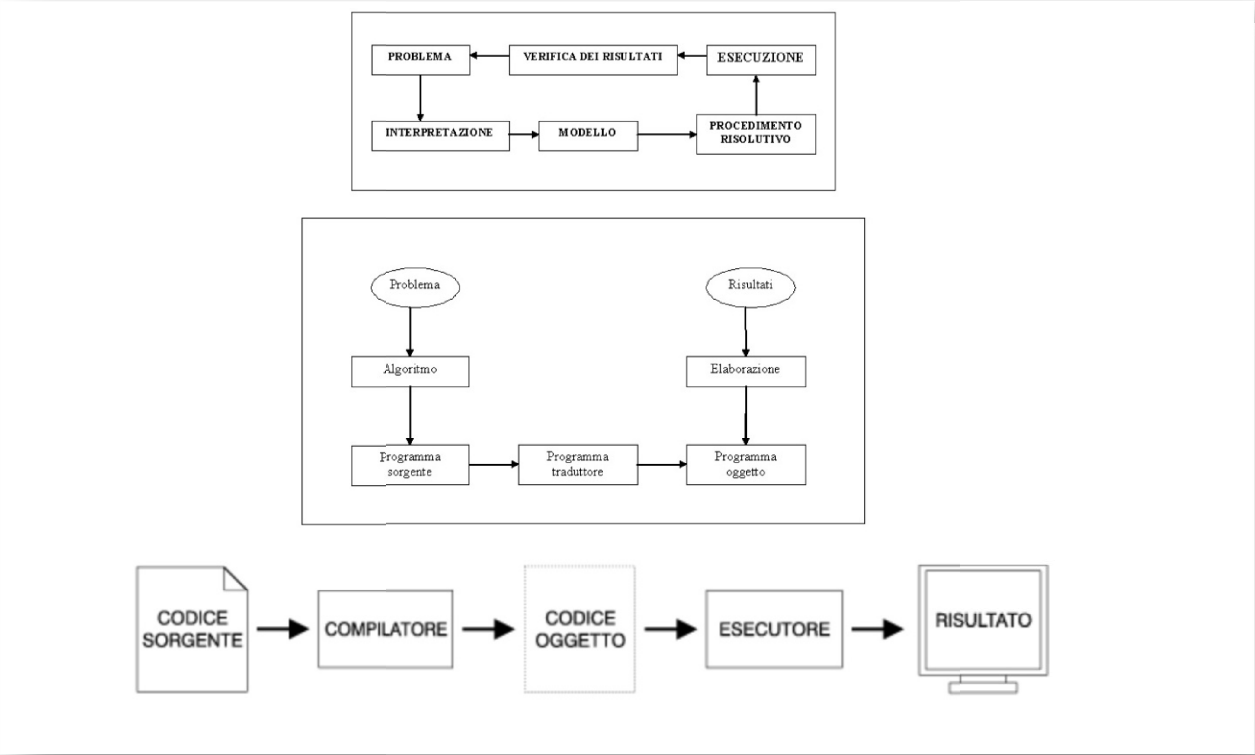 PROBLEMA
VERIFICA DEI RISULTATI
ESECUZIONE
INTERPRETAZIONE
MODELLO
PROCEDIMENTO
RISOLUTIVO
Problema
Risultati
Algoritmo
Elaborazione
Programma
sorgente
Programma
traduttore
Programma
oggetto
CODICE
SORGENTE
COMPILATORE
CODICE
OGGETTO
ESECUTORE
RISULTATO